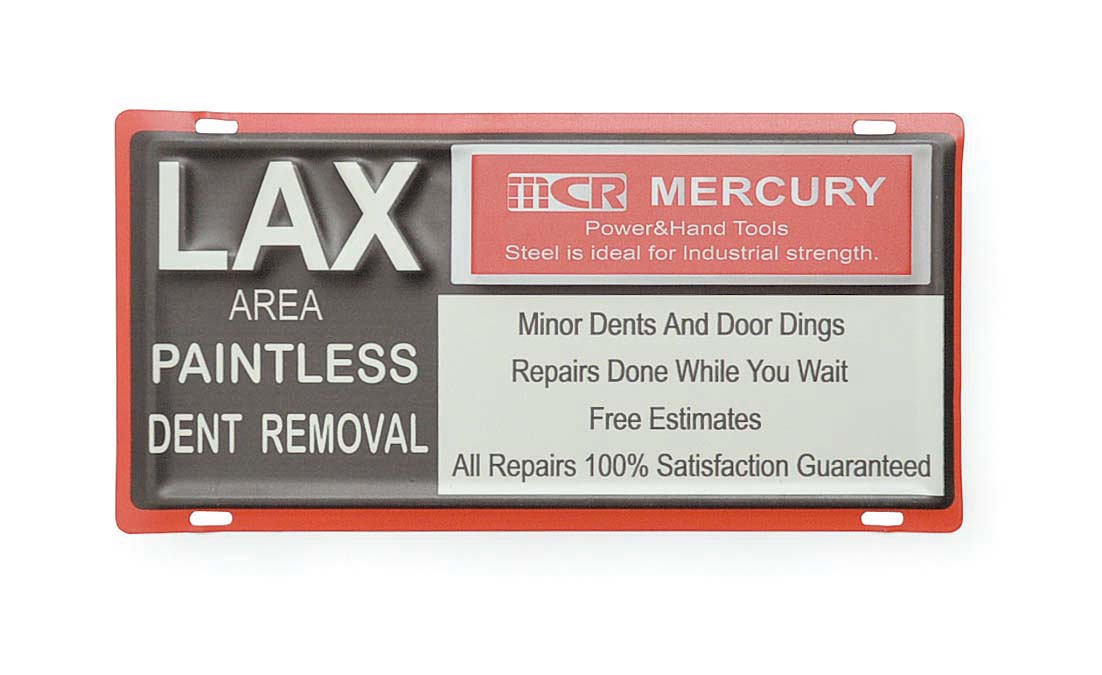 LAX
AREA
PAINTLESS
DENT REMOVAL
mCR MERCURY
Power&Hand Tools
Steel is ideal for Industrial strength.
Minor Dents And Door Dings
Repairs Done While You Wait
Free Estimates
All Repairs 100% Satisfaction Guaranteed